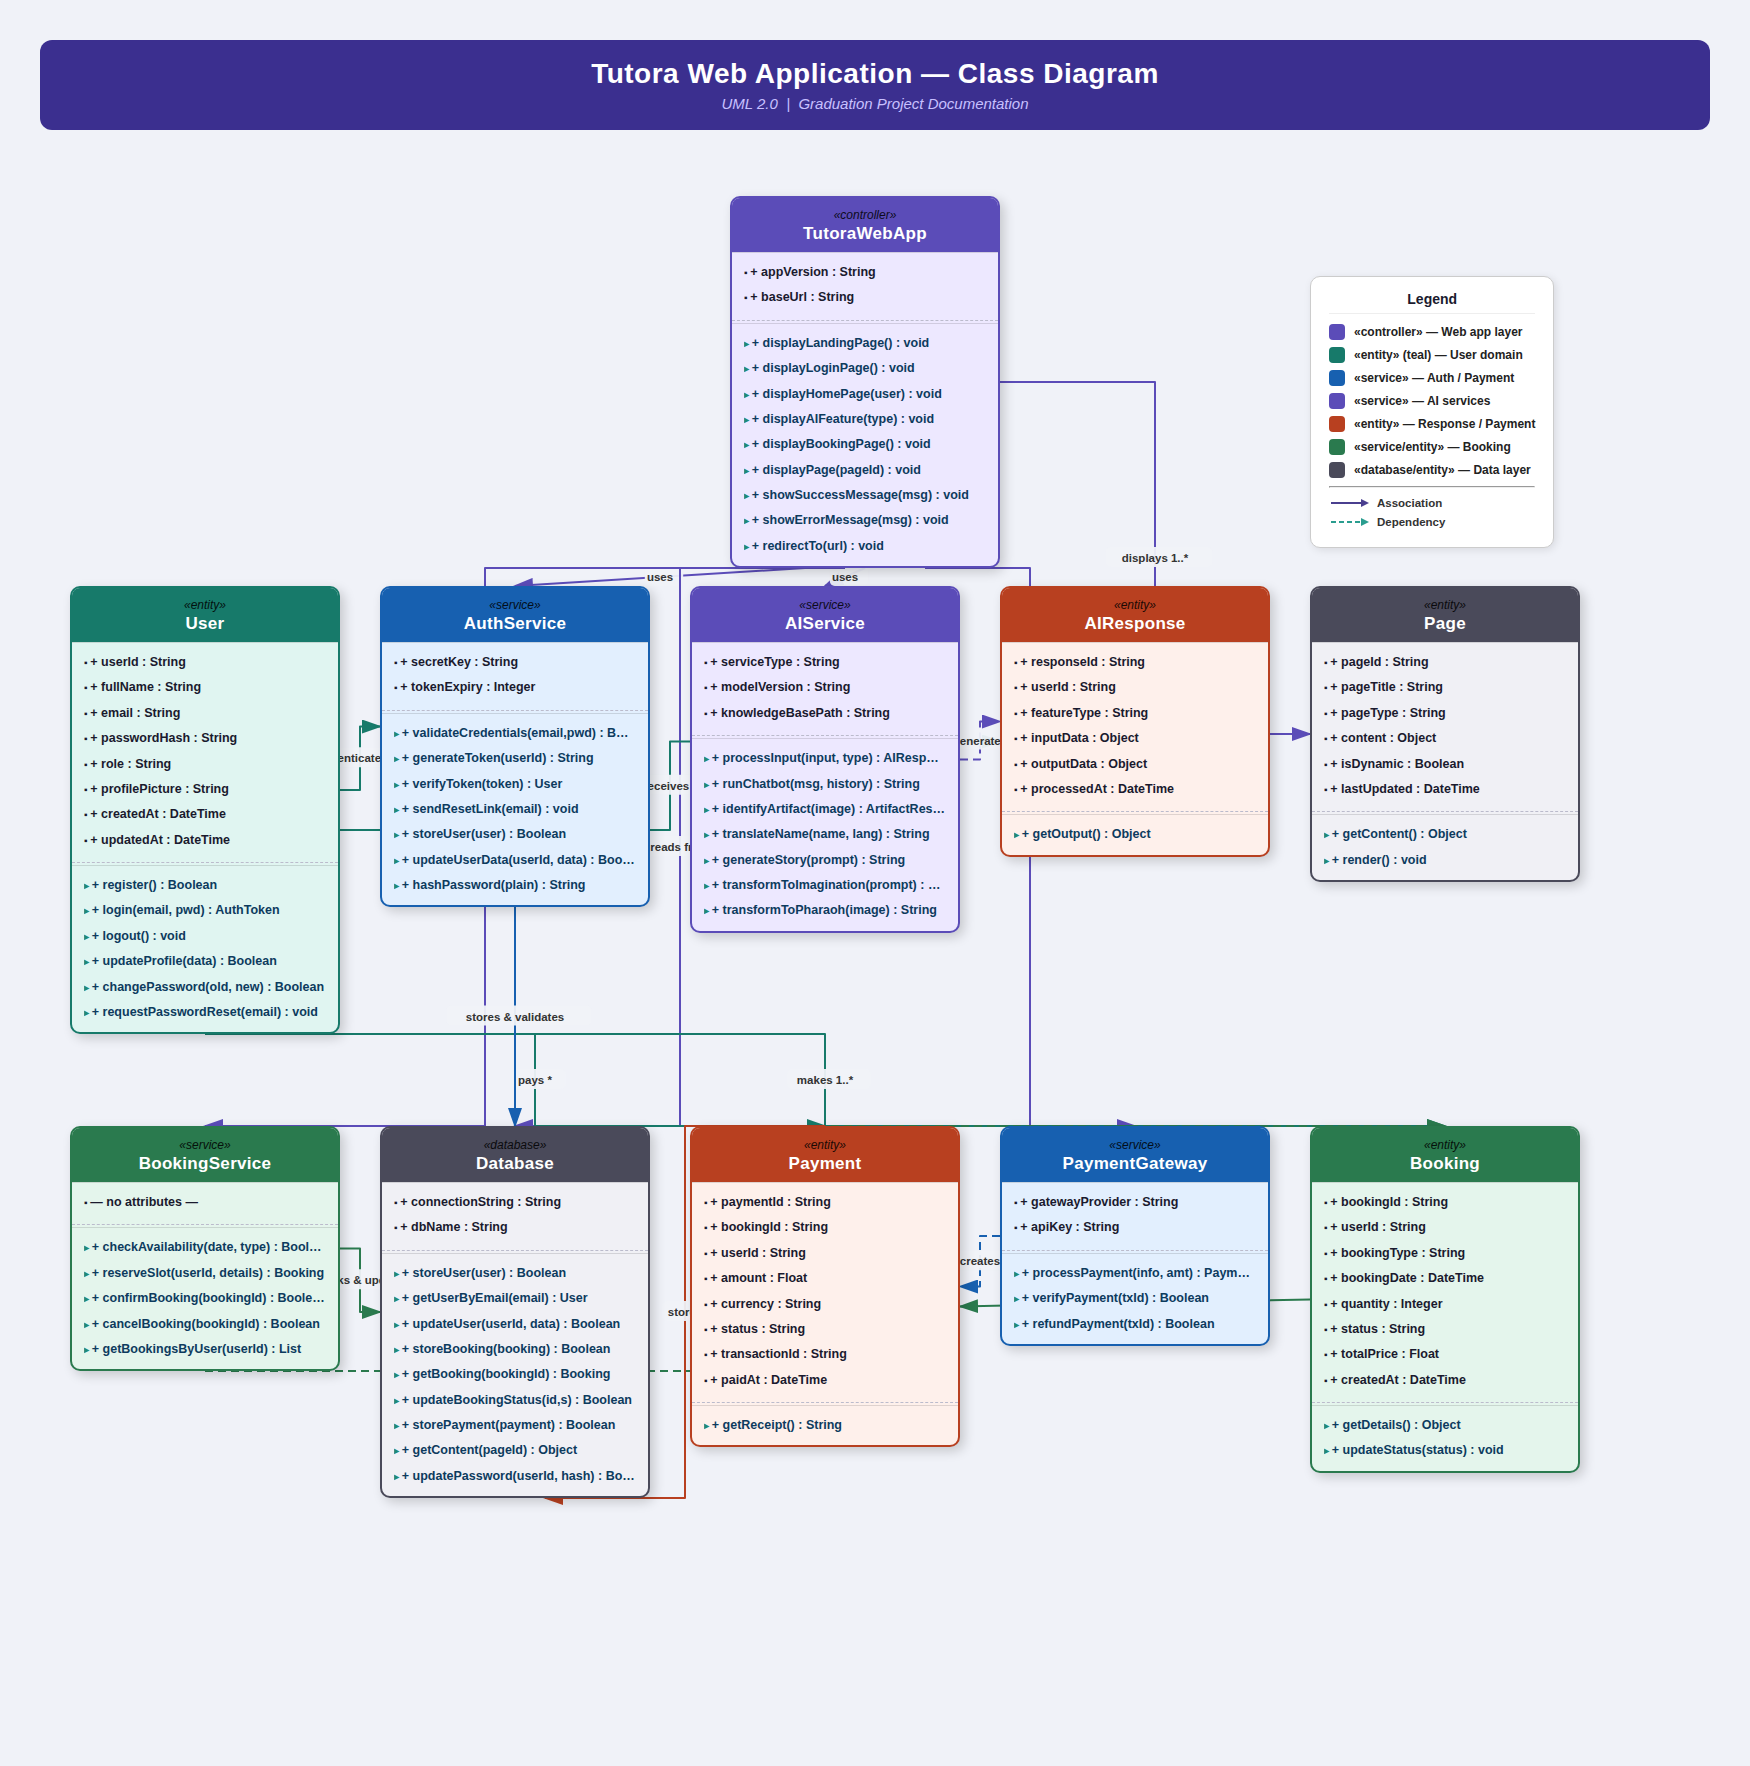 Tutora Web Application — Class Diagram
UML 2.0 | Graduation Project Documentation
«controller»
TutoraWebApp
+ appVersion : String
+ baseUrl : String
+ displayLandingPage() : void
+ displayLoginPage() : void
+ displayHomePage(user) : void
+ displayAIFeature(type) : void
+ displayBookingPage() : void
+ displayPage(pageId) : void
+ showSuccessMessage(msg) : void
+ showErrorMessage(msg) : void
+ redirectTo(url) : void
Legend
«controller» — Web app layer
«entity» (teal) — User domain
«service» — Auth / Payment
«service» — AI services
«entity» — Response / Payment
«service/entity» — Booking
«database/entity» — Data layer
Association
Dependency
displays 1..*
uses
uses
«entity»
User
+ userId : String
+ fullName : String
+ email : String
+ passwordHash : String
+ role : String
+ profilePicture : String
+ createdAt : DateTime
+ updatedAt : DateTime
+ register() : Boolean
+ login(email, pwd) : AuthToken
+ logout() : void
+ updateProfile(data) : Boolean
+ changePassword(old, new) : Boolean
+ requestPasswordReset(email) : void
enticate
«service»
AuthService
+ secretKey : String
+ tokenExpiry : Integer
+ validateCredentials(email,pwd) : B…
+ generateToken(userId) : String
+ verifyToken(token) : User
+ sendResetLink(email) : void
+ storeUser(user) : Boolean
+ updateUserData(userId, data) : Boo…
+ hashPassword(plain) : String
eceives
reads fr
«service»
AIService
+ serviceType : String
+ modelVersion : String
+ knowledgeBasePath : String
+ processInput(input, type) : AIResp…
+ runChatbot(msg, history) : String
+ identifyArtifact(image) : ArtifactRes…
+ translateName(name, lang) : String
+ generateStory(prompt) : String
+ transformToImagination(prompt) : …
+ transformToPharaoh(image) : String
enerate
«entity»
AIResponse
+ responseId : String
+ userId : String
+ featureType : String
+ inputData : Object
+ outputData : Object
+ processedAt : DateTime
+ getOutput() : Object
«entity»
Page
+ pageId : String
+ pageTitle : String
+ pageType : String
+ content : Object
+ isDynamic : Boolean
+ lastUpdated : DateTime
+ getContent() : Object
+ render() : void
stores & validates
pays *
makes 1..*
«service»
BookingService
— no attributes —
+ checkAvailability(date, type) : Bool…
+ reserveSlot(userId, details) : Booking
+ confirmBooking(bookingId) : Boole…
+ cancelBooking(bookingId) : Boolean
+ getBookingsByUser(userId) : List
ks & upd
«database»
Database
+ connectionString : String
+ dbName : String
+ storeUser(user) : Boolean
+ getUserByEmail(email) : User
+ updateUser(userId, data) : Boolean
+ storeBooking(booking) : Boolean
+ getBooking(bookingId) : Booking
+ updateBookingStatus(id,s) : Boolean
+ storePayment(payment) : Boolean
+ getContent(pageId) : Object
+ updatePassword(userId, hash) : Bo…
stor
«entity»
Payment
+ paymentId : String
+ bookingId : String
+ userId : String
+ amount : Float
+ currency : String
+ status : String
+ transactionId : String
+ paidAt : DateTime
+ getReceipt() : String
creates
«service»
PaymentGateway
+ gatewayProvider : String
+ apiKey : String
+ processPayment(info, amt) : Paym…
+ verifyPayment(txId) : Boolean
+ refundPayment(txId) : Boolean
«entity»
Booking
+ bookingId : String
+ userId : String
+ bookingType : String
+ bookingDate : DateTime
+ quantity : Integer
+ status : String
+ totalPrice : Float
+ createdAt : DateTime
+ getDetails() : Object
+ updateStatus(status) : void